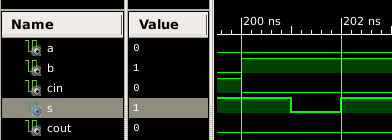 Name Value 200 ns 202 ns
a 0
b 1
cin 0
s 1
cout 0